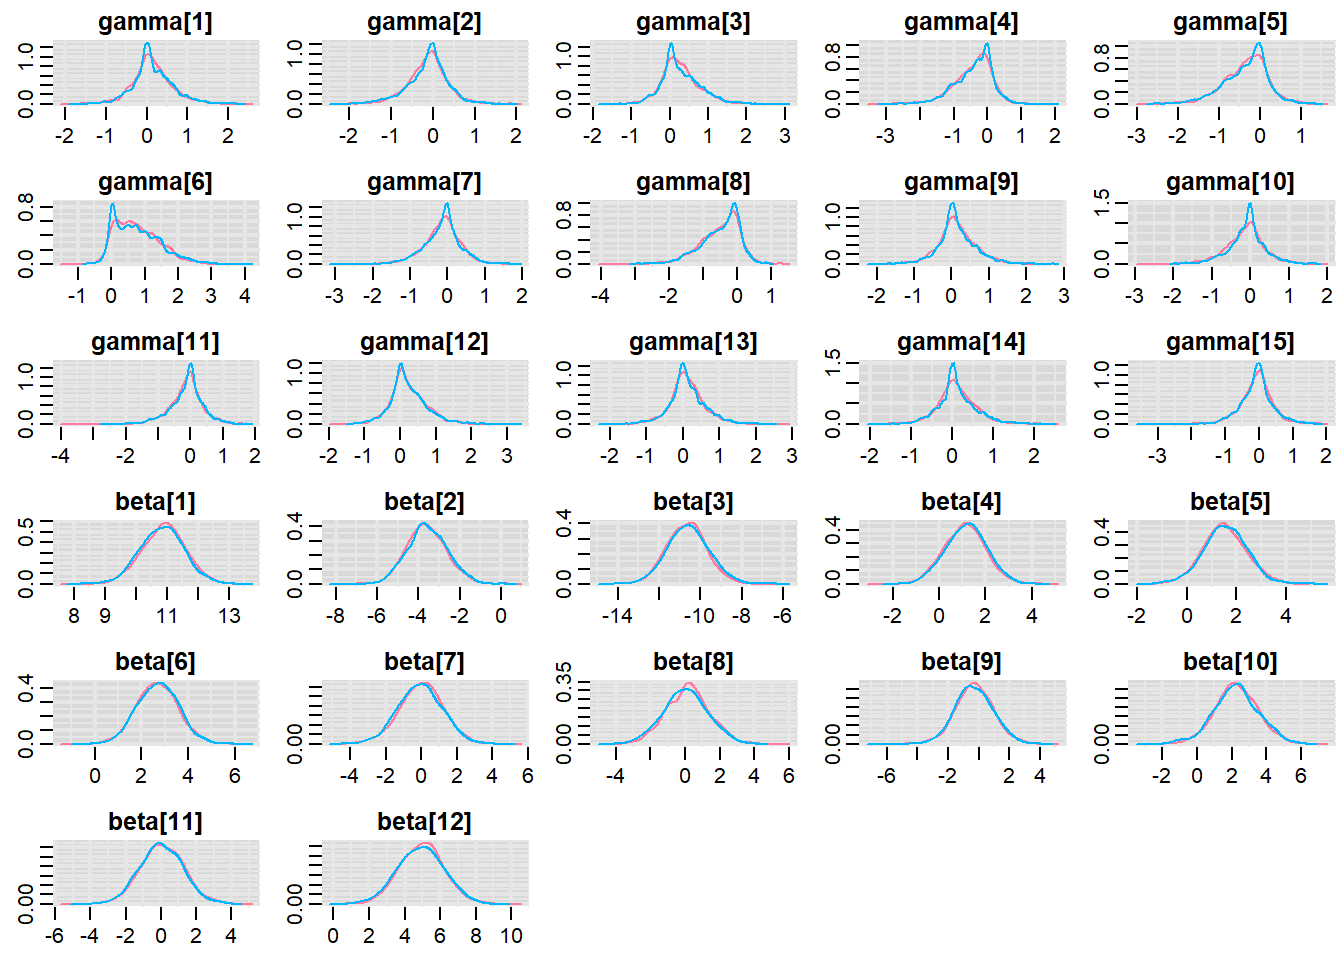 gamma[1] gamma[2] gamma[3] gamma[4] gamma[5]
0.0 1.0 0.0 1.0 0.0 1.0 0.0 0.8 0.0 0.8
-2 -1 0 1 2 -2 -1 0 1 2 -2 -1 0 1 2 3 -3 -1 0 1 2 -3 -2 -1 0 1
gamma[6] gamma[7] gamma[8] gamma[9] gamma[10]
0.0 0.8 0.0 1.0 0.0 0.8 0.0 1.0 0.0 1.5
-1 0 1 2 3 4 -3 -2 -1 0 1 2 -4 -2 0 1 -2 -1 0 1 2 3 -3 -2 -1 0 1 2
gamma[11] gamma[12] gamma[13] gamma[14] gamma[15]
0.0 1.0 0.0 1.0 0.0 1.0 0.0 1.5 0.0 1.0
-4 -2 0 1 2 -2 -1 0 1 2 3 -3 -1 0 1 2 3 -2 -1 0 1 2 -3 -1 0 1 2
beta[1] beta[2] beta[3] beta[4] beta[5]
0.0 0.5 0.0 0.4 0.0 0.4 0.0 0.4 0.0 0.4
8 9 11 13 -8 -6 -4 -2 0 -14 -10 -8 -6 -2 0 2 4 -2 0 2 4
beta[6] beta[7] beta[8] beta[9] beta[10]
0.0 0.4 0.00 0.00 0.35 0.00 0.00
0 2 4 6 -4 -2 0 2 4 6 -4 0 2 4 6 -6 -2 0 2 4 -2 0 2 4 6
beta[11] beta[12]
0.00 0.00
-6 -4 -2 0 2 4 0 2 4 6 8 10